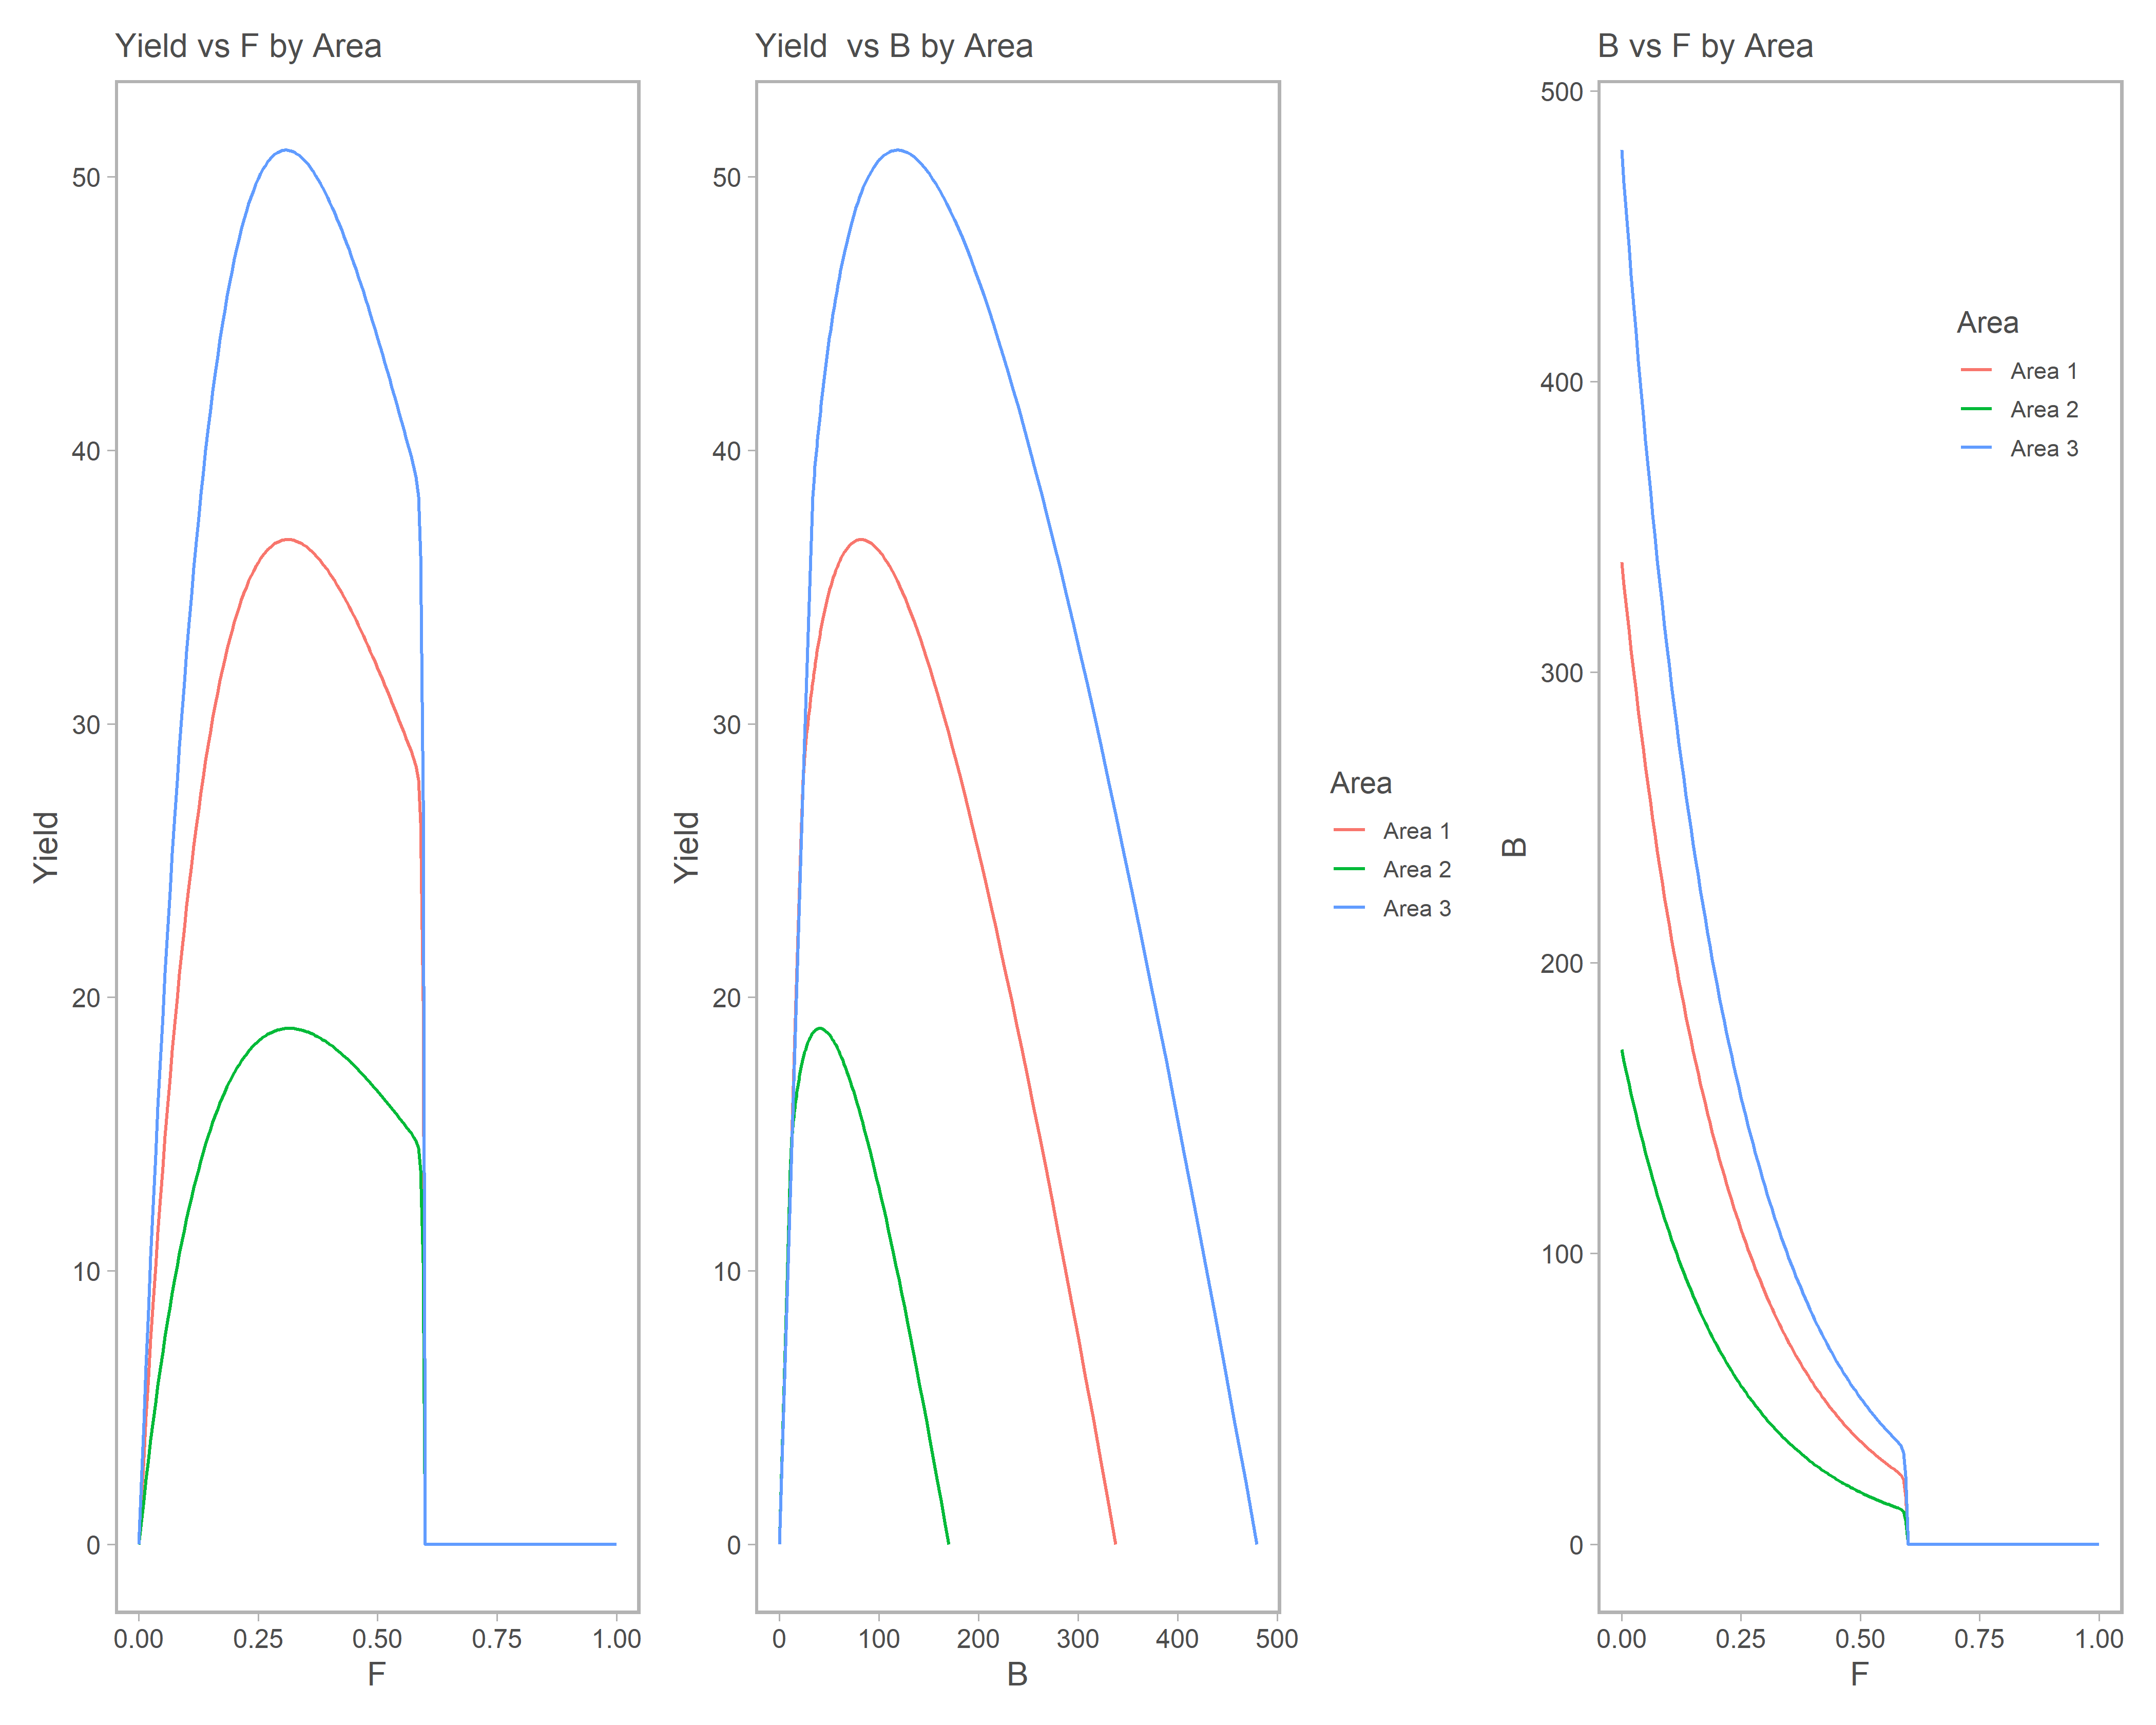 Yield vs F by Area
50
40
30
20
10
0
Yield
0.00 0.25 0.50 0.75 1.00
F
Yield  vs B by Area
50
40
30
20
10
0
Yield
0 100 200 300 400 500
B
Area
Area 1
Area 2
Area 3
B vs F by Area
500
400
300
200
100
0
B
Area
Area 1
Area 2
Area 3
0.00 0.25 0.50 0.75 1.00
F